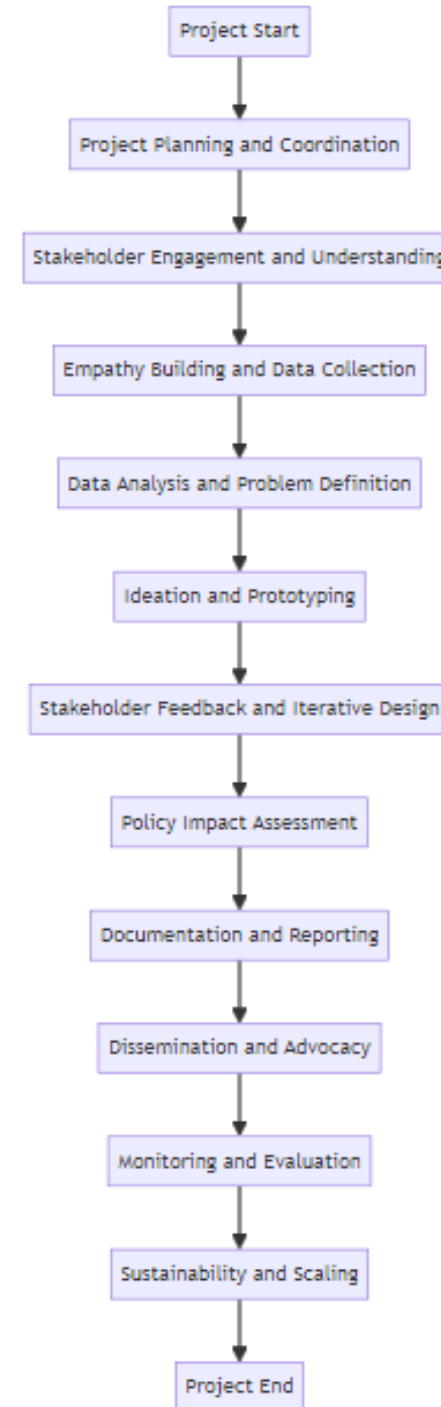 Project Start
Project Planning and Coordination
Stakeholder Engagement and Understanding
Empathy Building and Data Collection
Data Analysis and Problem Definition
Ideation and Prototyping
Stakeholder Feedback and Iterative Design
Policy Impact Assessment
Documentation and Reporting
Dissemination and Advocacy
Monitoring and Evaluation
Sustainability and Scaling
Project End